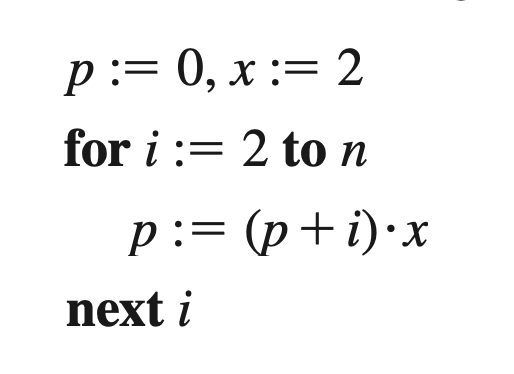 p := 0, x := 2
for i := 2 to n
p := (p + i) · x
next i